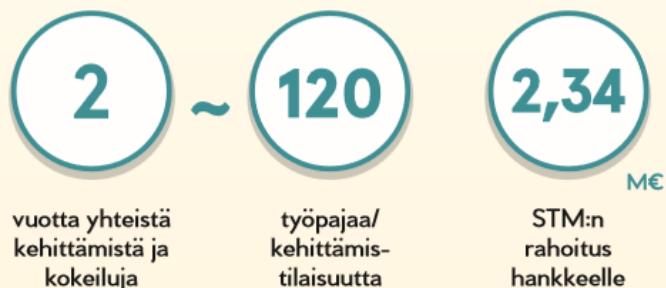 2
~ 120
2,34
M€
vuotta yhteistä
kehittämistä ja
kokeiluja
työpajaa/
kehittämis-
tilaisuutta
STM:n
rahoitus
hankkeelle